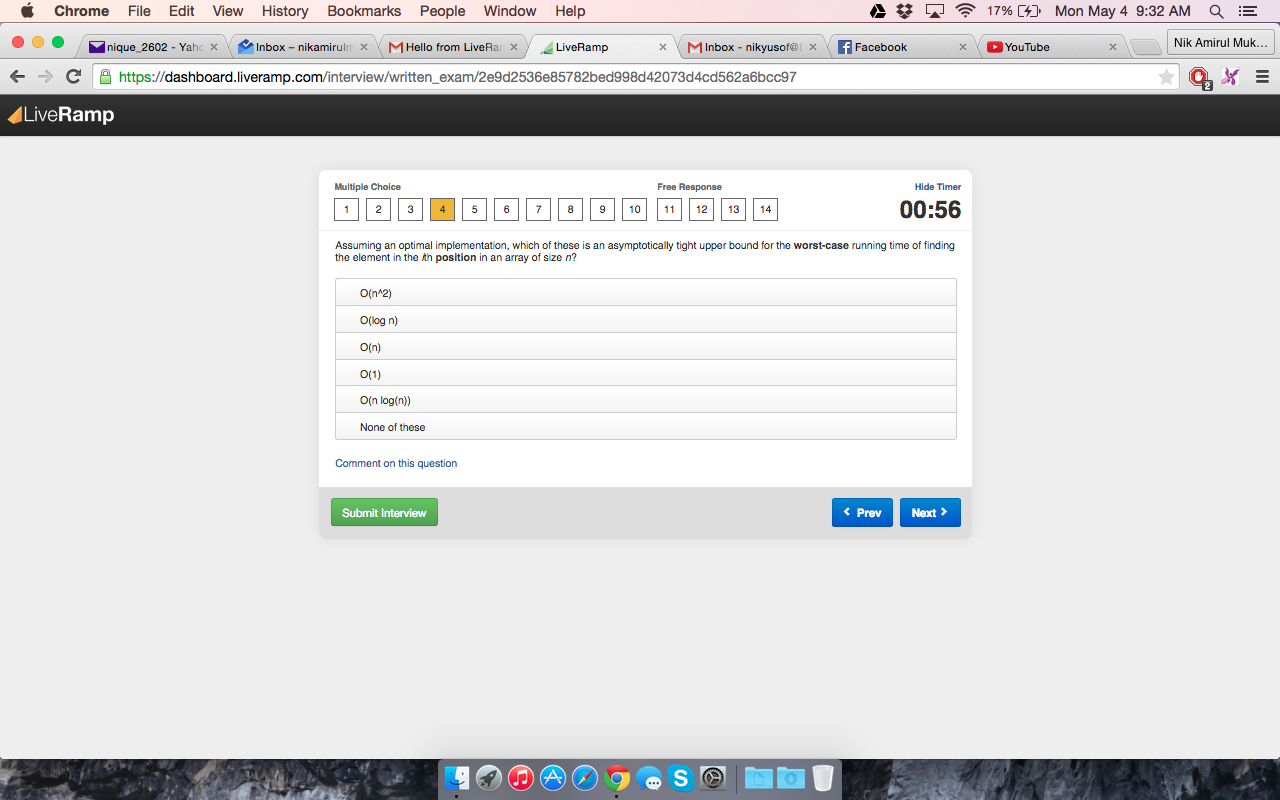 Chrome File Edit View History Bookmarks People Window Help 17% Mon May 4 9:32 AM
nique_2602 - Yaho Inbox – nikamirulm Hello from LiveRam LiveRamp Inbox - nikyusof@ Facebook YouTube Nik Amirul Muk...
https://dashboard.liveramp.com/interview/written_exam/2e9d2536e85782bed998d42073d4cd562a6bcc97 2
LiveRamp
Multiple Choice Free Response Hide Timer
1 2 3 4 5 6 7 8 9 10 11 12 13 14 00:56
Assuming an optimal implementation, which of these is an asymptotically tight upper bound for the worst-case running time of finding
the element in the ith position in an array of size n?
O(n^2)
O(log n)
O(n)
O(1)
O(n log(n))
None of these
Comment on this question
Submit Interview Prev Next